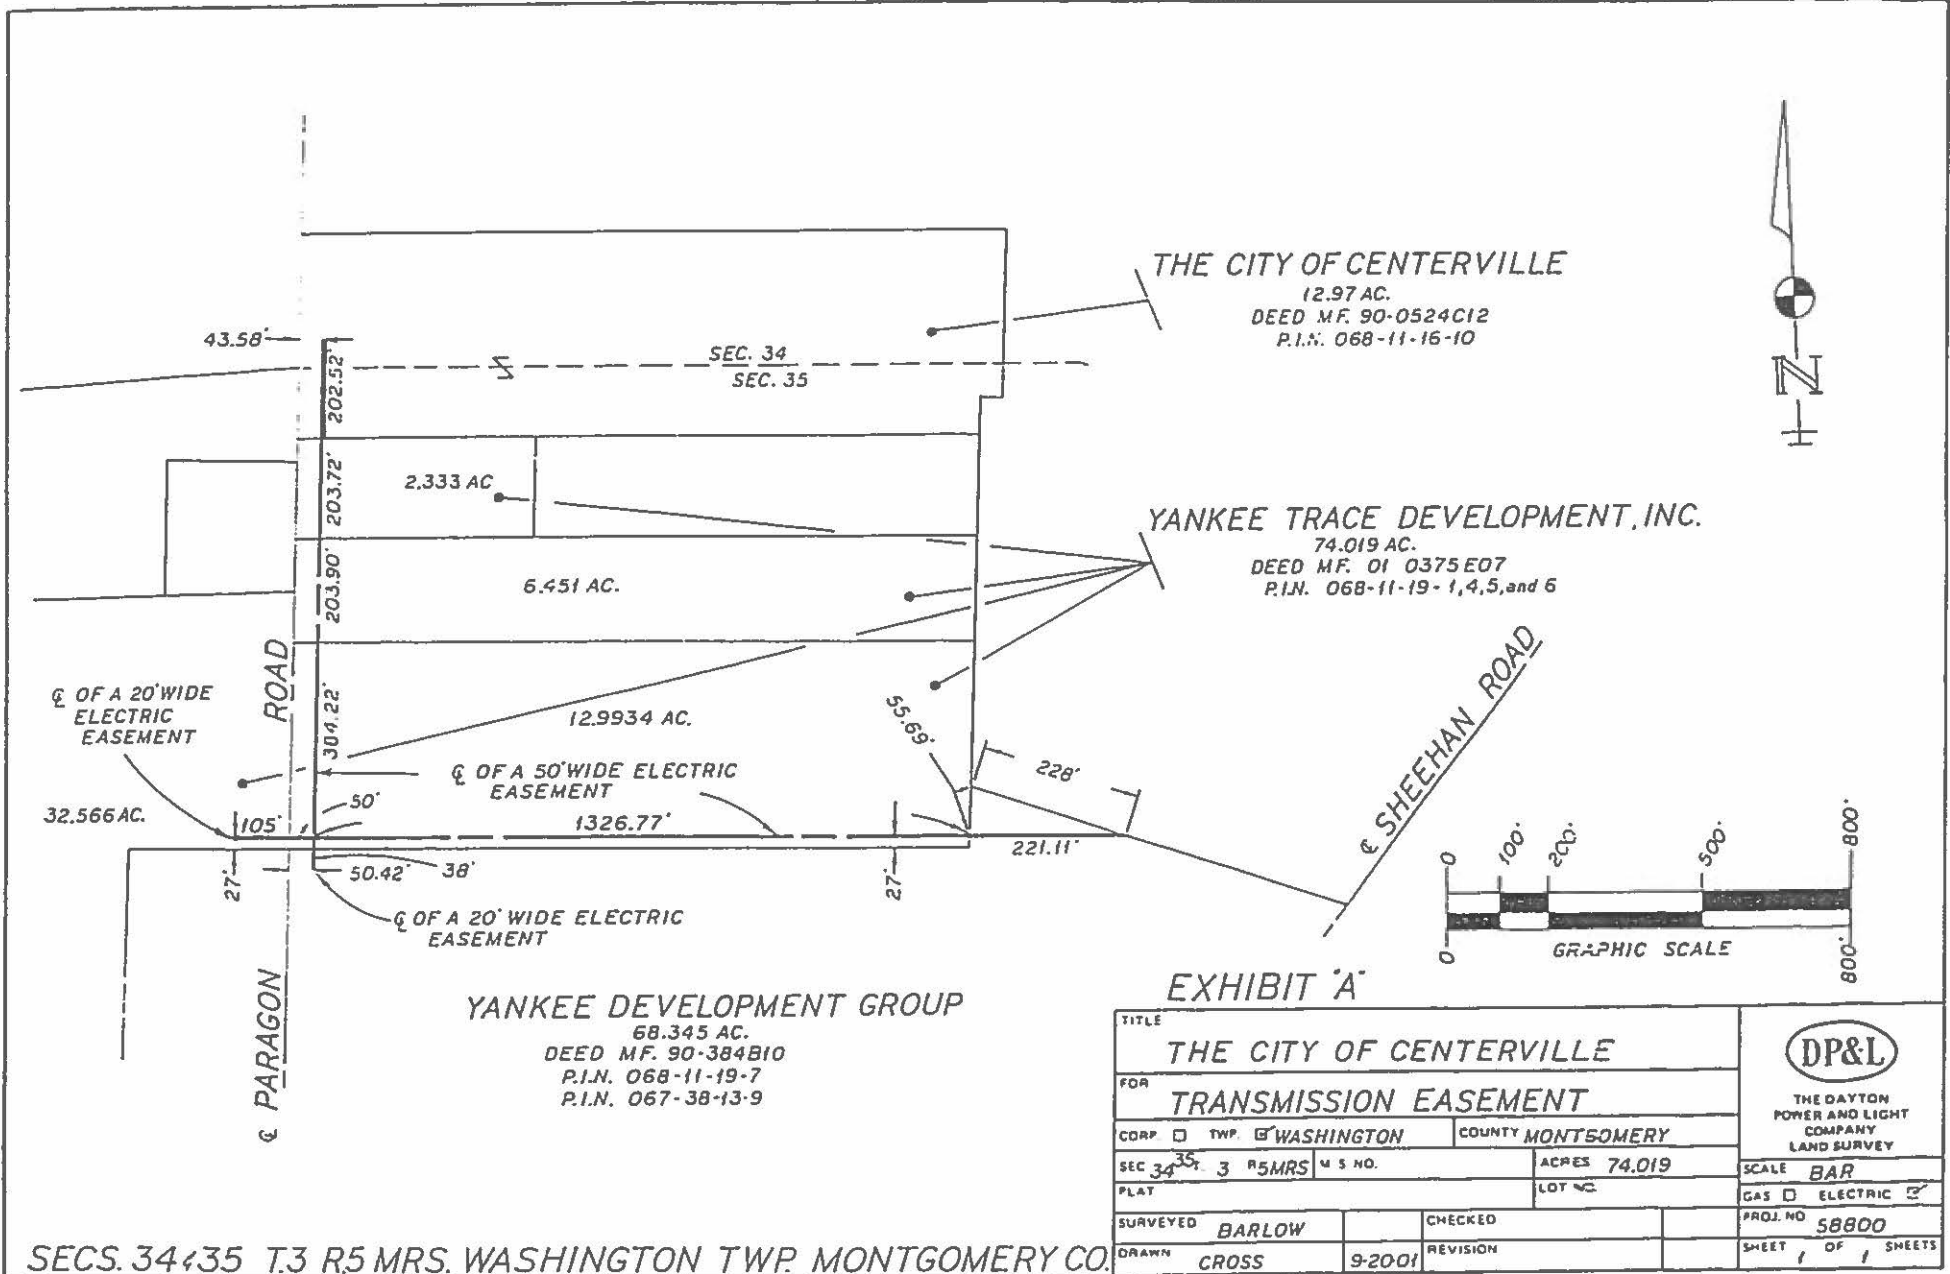 THE CITY OF CENTERVILLE
12.97 AC.
DEED MF. 90-0524C12
P.I.N. 068-11-16-10
N
43.58'
202.52'
SEC. 34
SEC. 35
203.72'
2.333 AC
YANKEE TRACE DEVELOPMENT, INC.
74.019 AC.
DEED MF. 01 0375E07
P.I.N. 068-11-19-1,4,5,and 6
203.90'
6.451 AC.
ROAD
℄ OF A 20' WIDE
ELECTRIC
EASEMENT
304.22'
12.9934 AC.
55.69'
℄ SHEEHAN ROAD
℄ OF A 50' WIDE ELECTRIC
EASEMENT
228'
32.566 AC.
105'
50'
1326.77'
221.11'
27'
50.42'
38'
27'
℄ OF A 20' WIDE ELECTRIC
EASEMENT
0
100'
200'
500'
800'
0
GRAPHIC SCALE
800'
℄ PARAGON
YANKEE DEVELOPMENT GROUP
68.345 AC.
DEED MF. 90-384B10
P.I.N. 068-11-19-7
P.I.N. 067-38-13-9
EXHIBIT "A"
TITLE
THE CITY OF CENTERVILLE
FOR
TRANSMISSION EASEMENT
CORP. ☐ TWP. ☑ WASHINGTON COUNTY MONTGOMERY
SEC 34 35 T. 3 R5MRS M S NO. ACRES 74.019
PLAT LOT NO.
SURVEYED BARLOW CHECKED
DRAWN CROSS 9-20-01 REVISION
DP&L
THE DAYTON
POWER AND LIGHT
COMPANY
LAND SURVEY
SCALE BAR
GAS ☐ ELECTRIC ☑
PROJ. NO 58800
SHEET 1 OF 1 SHEETS
SECS. 34&35 T.3 R.5 MRS. WASHINGTON TWP. MONTGOMERY CO.